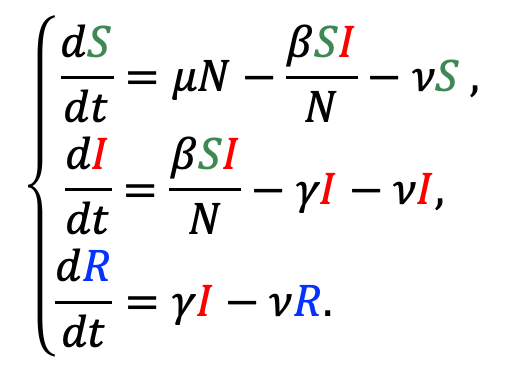 dS/dt = μN − βSI/N − νS ,
dI/dt = βSI/N − γI − νI,
dR/dt = γI − νR.